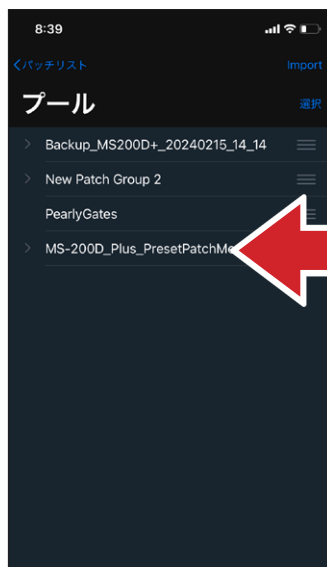 8:39
パッチリスト
Import
プール
選択
Backup_MS200D+_20240215_14_14
New Patch Group 2
PearlyGates
MS-200D_Plus_PresetPatchMe